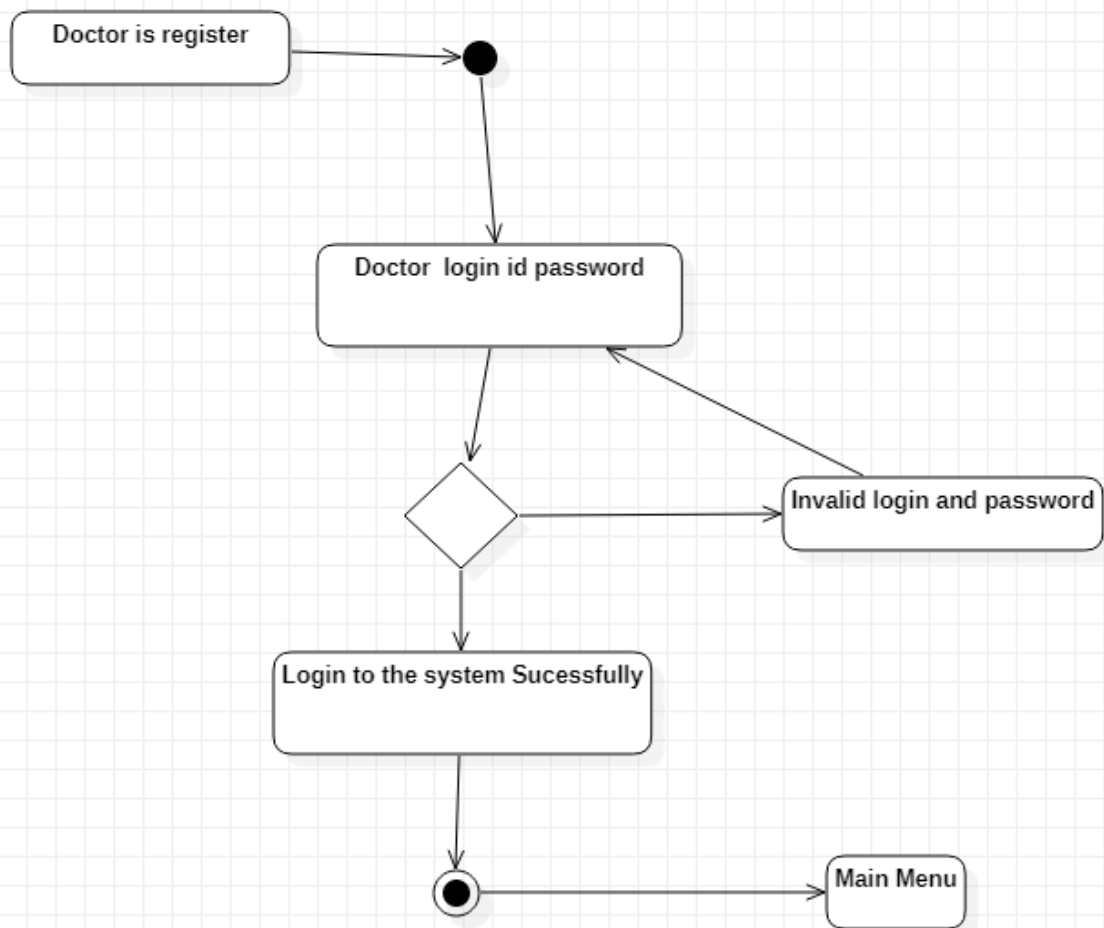 Doctor is register
Doctor  login id password
Invalid login and password
Login to the system Sucessfully
Main Menu